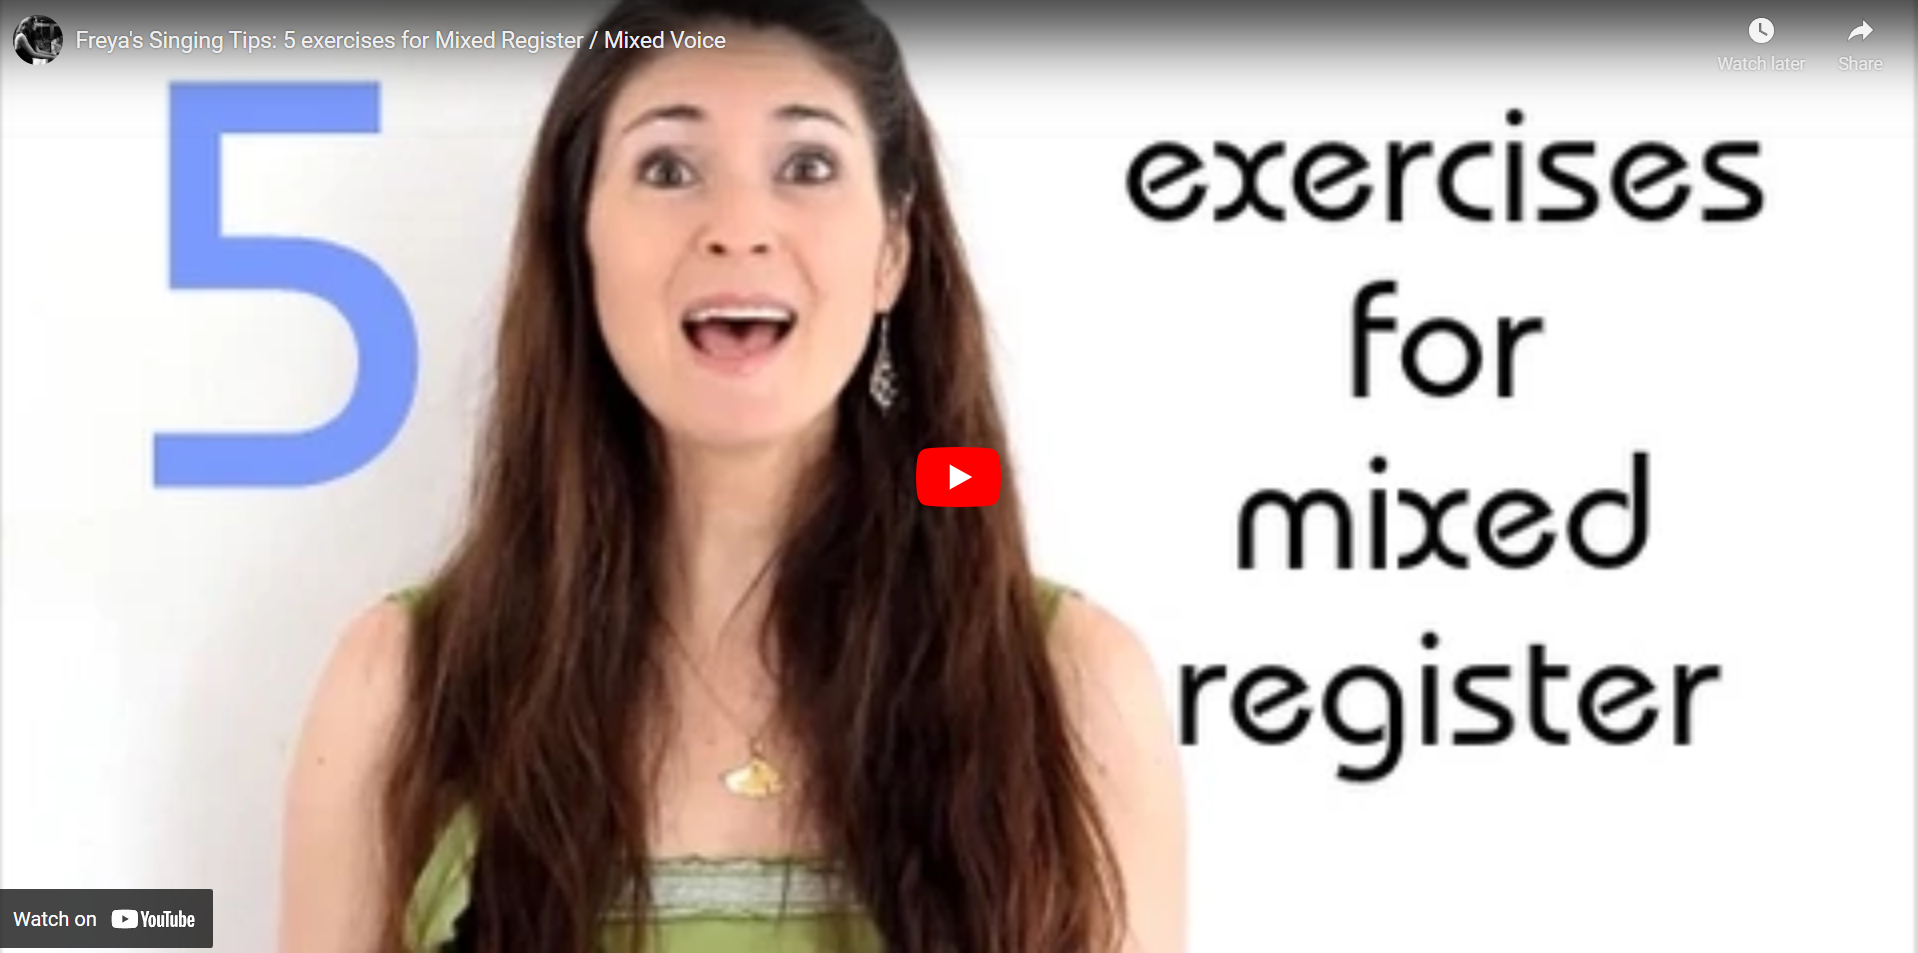 Freya's Singing Tips: 5 exercises for Mixed Register / Mixed Voice
Watch later
Share
5
exercises
for
mixed
register
Watch on YouTube